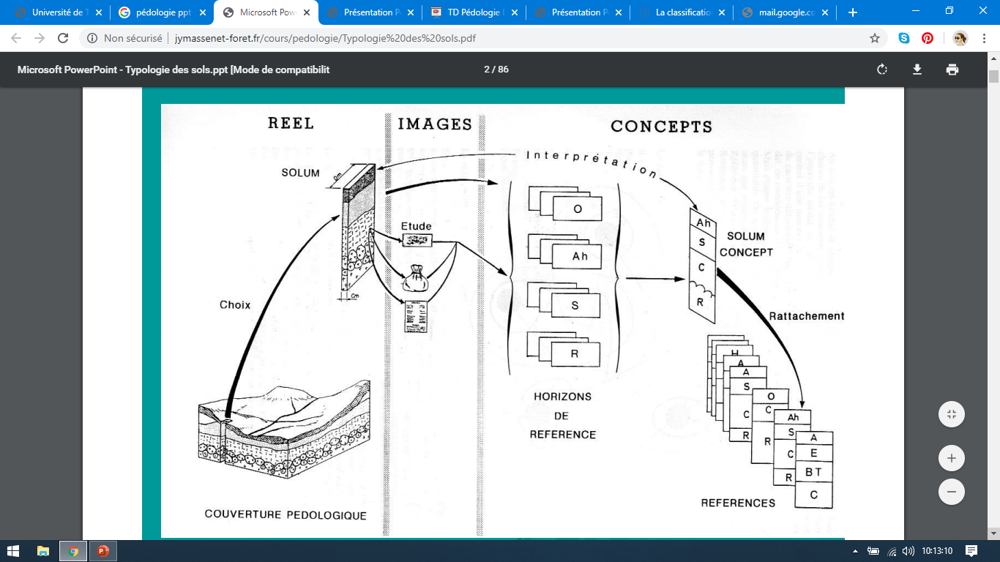 Université de T
pédologie ppt
Microsoft Pow
Présentation P
TD Pédologie
Présentation P
La classificatio
mail.google.co
Non sécurisé | jymassenet-foret.fr/cours/pedologie/Typologie%20des%20sols.pdf
Microsoft PowerPoint - Typologie des sols.ppt [Mode de compatibilit
2 / 86
REEL
IMAGES
CONCEPTS
Interprétation
SOLUM
Dm
Cm
Choix
Etude
O
Ah
S
R
HORIZONS
DE
REFERENCE
Ah
S
C
R
SOLUM
CONCEPT
Rattachement
H
A
A
S
C
R
O
C
R
Ah
S
C
R
A
E
BT
C
REFERENCES
COUVERTURE PEDOLOGIQUE
10:13:10